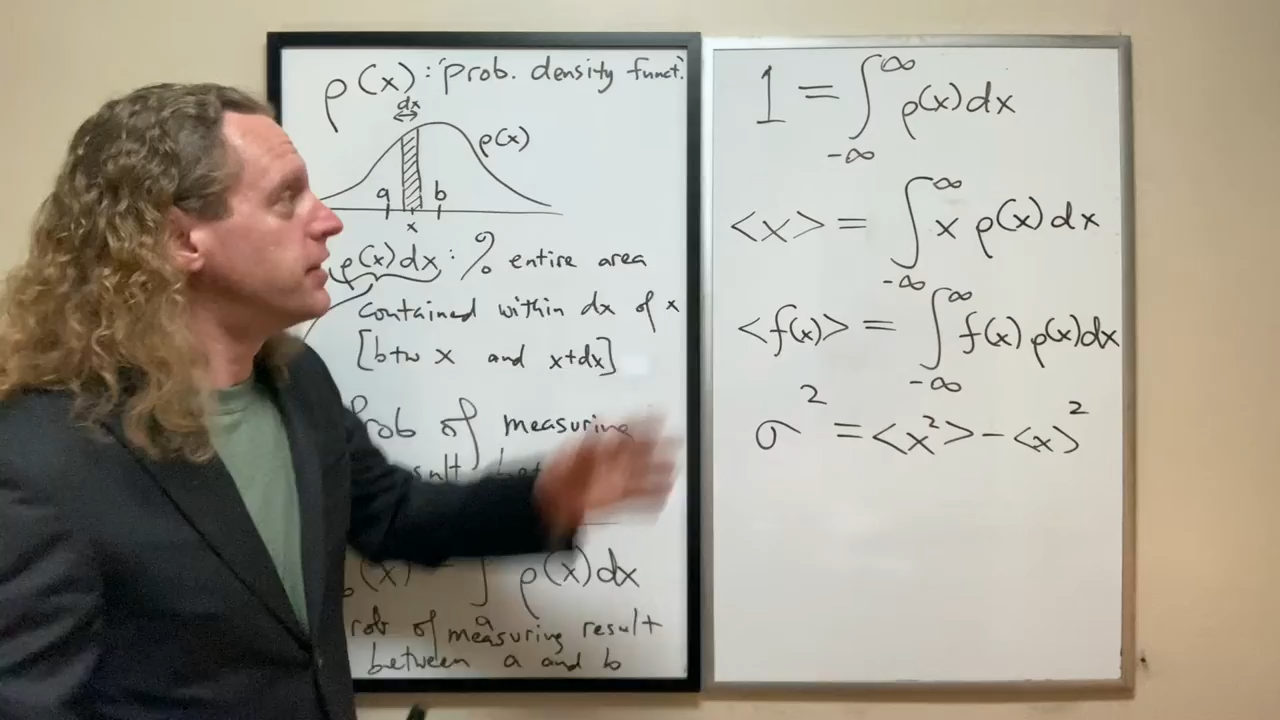 ρ(x) : "prob. density funct.
dx
ρ(x)
a
b
x
ρ(x)dx : % entire area
contained within dx of x
[btw x and x+dx]
Prob of measuring
∫ ρ(x)dx
a
Prob of measuring result
between a and b
1 = ∫_{-∞}^{∞} ρ(x)dx
<x> = ∫_{-∞}^{∞} x ρ(x)dx
<f(x)> = ∫_{-∞}^{∞} f(x)ρ(x)dx
σ² = <x²> - <x>²